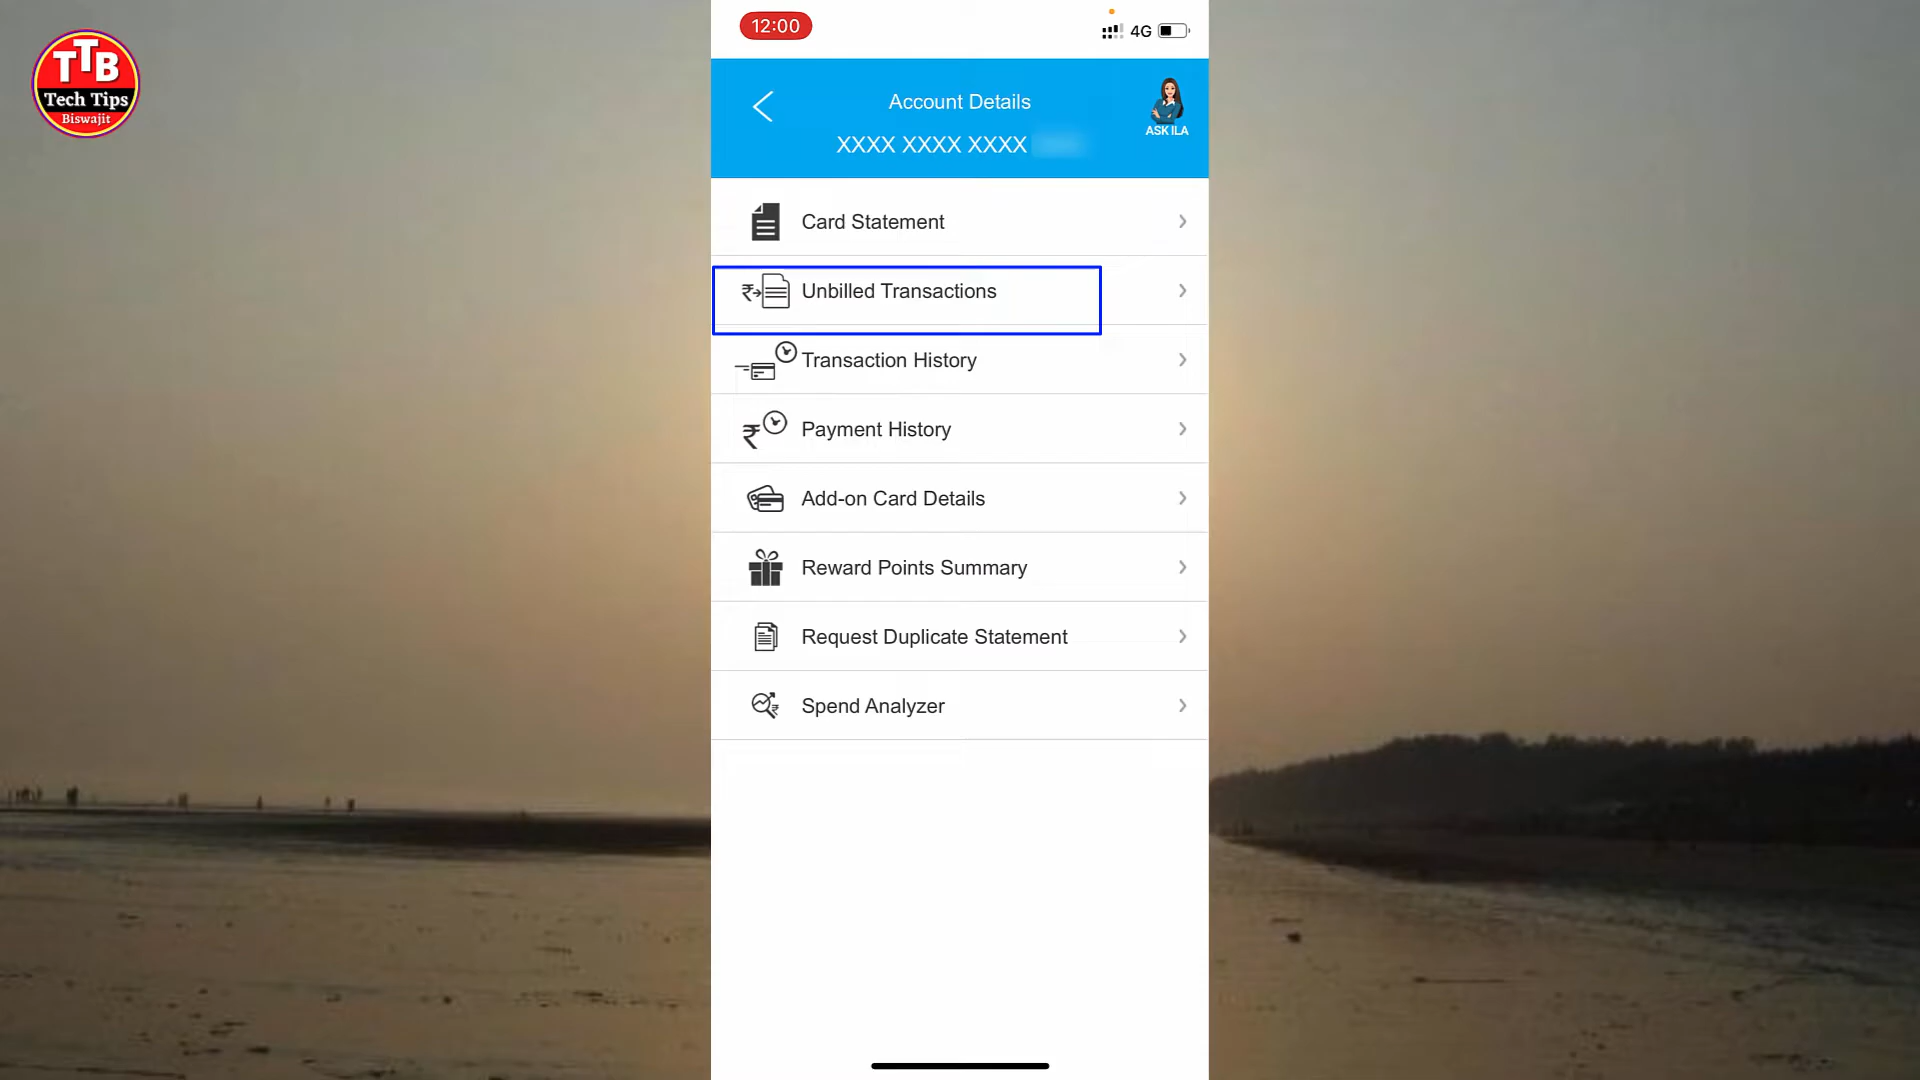 TTB
Tech Tips
Biswajit
12:00
4G
Account Details
ASK ILA
XXXX XXXX XXXX
Card Statement
Unbilled Transactions
Transaction History
Payment History
Add-on Card Details
Reward Points Summary
Request Duplicate Statement
Spend Analyzer